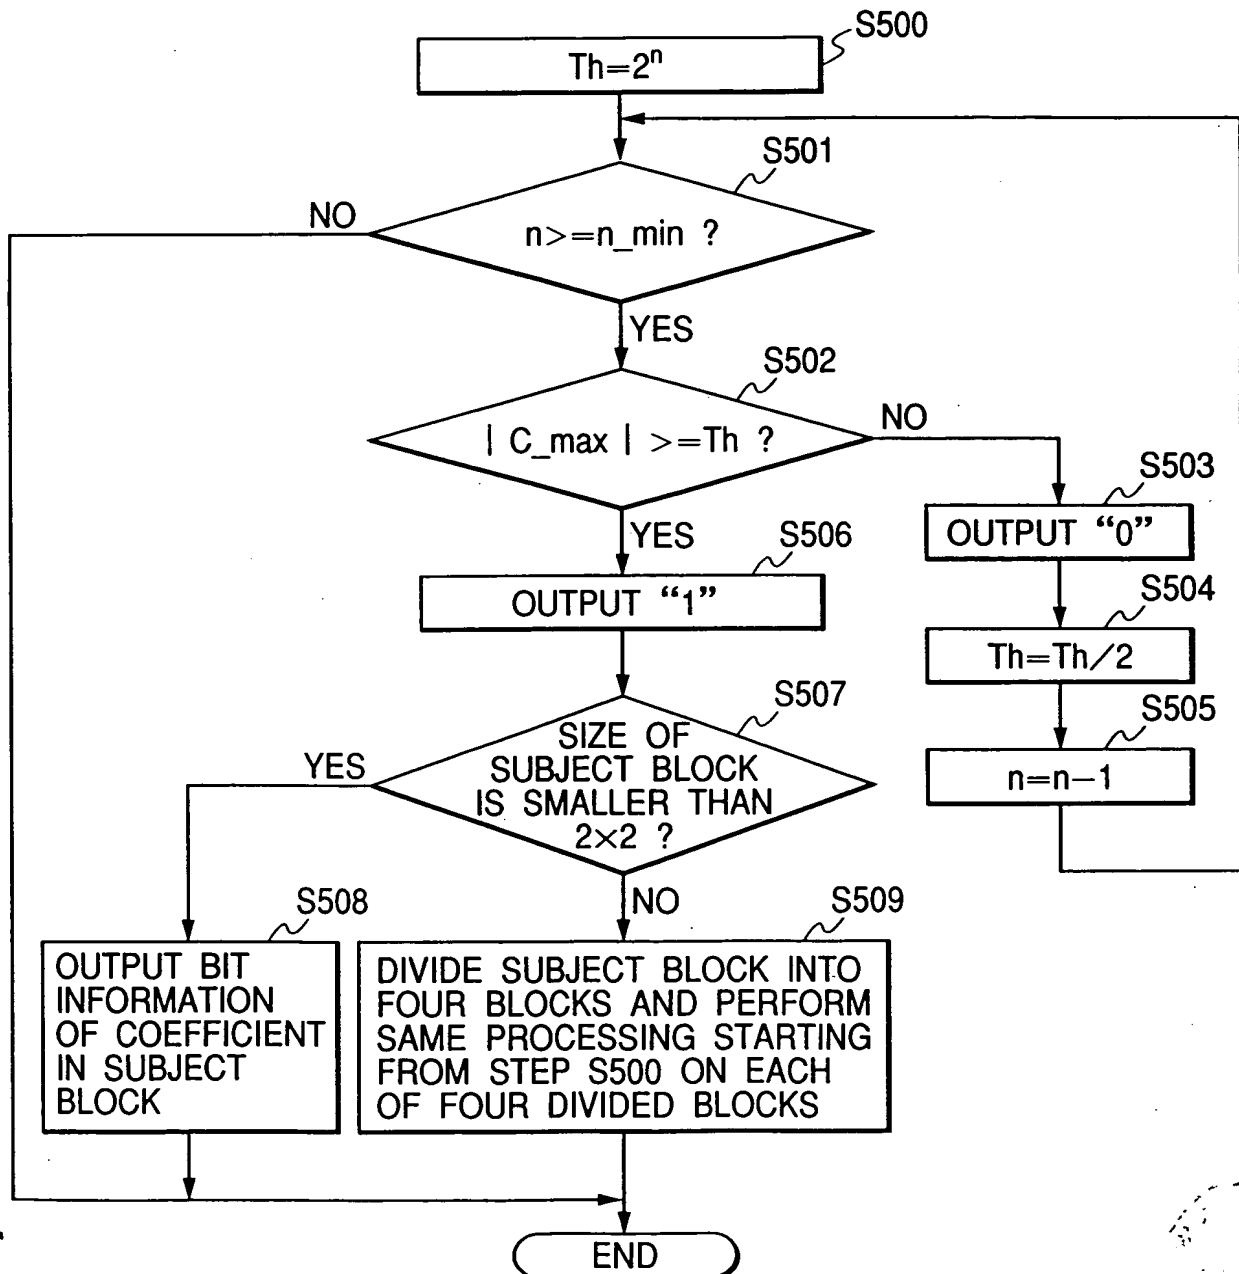 S500
Th=2ⁿ
S501
NO
n>=n_min ?
YES
S502
| C_max | >=Th ?
NO
S503
OUTPUT “0”
YES
S506
OUTPUT “1”
S504
Th=Th/2
S505
n=n−1
S507
YES
SIZE OF
SUBJECT BLOCK
IS SMALLER THAN
2×2 ?
NO
S508
OUTPUT BIT
INFORMATION
OF COEFFICIENT
IN SUBJECT
BLOCK
S509
DIVIDE SUBJECT BLOCK INTO
FOUR BLOCKS AND PERFORM
SAME PROCESSING STARTING
FROM STEP S500 ON EACH
OF FOUR DIVIDED BLOCKS
END